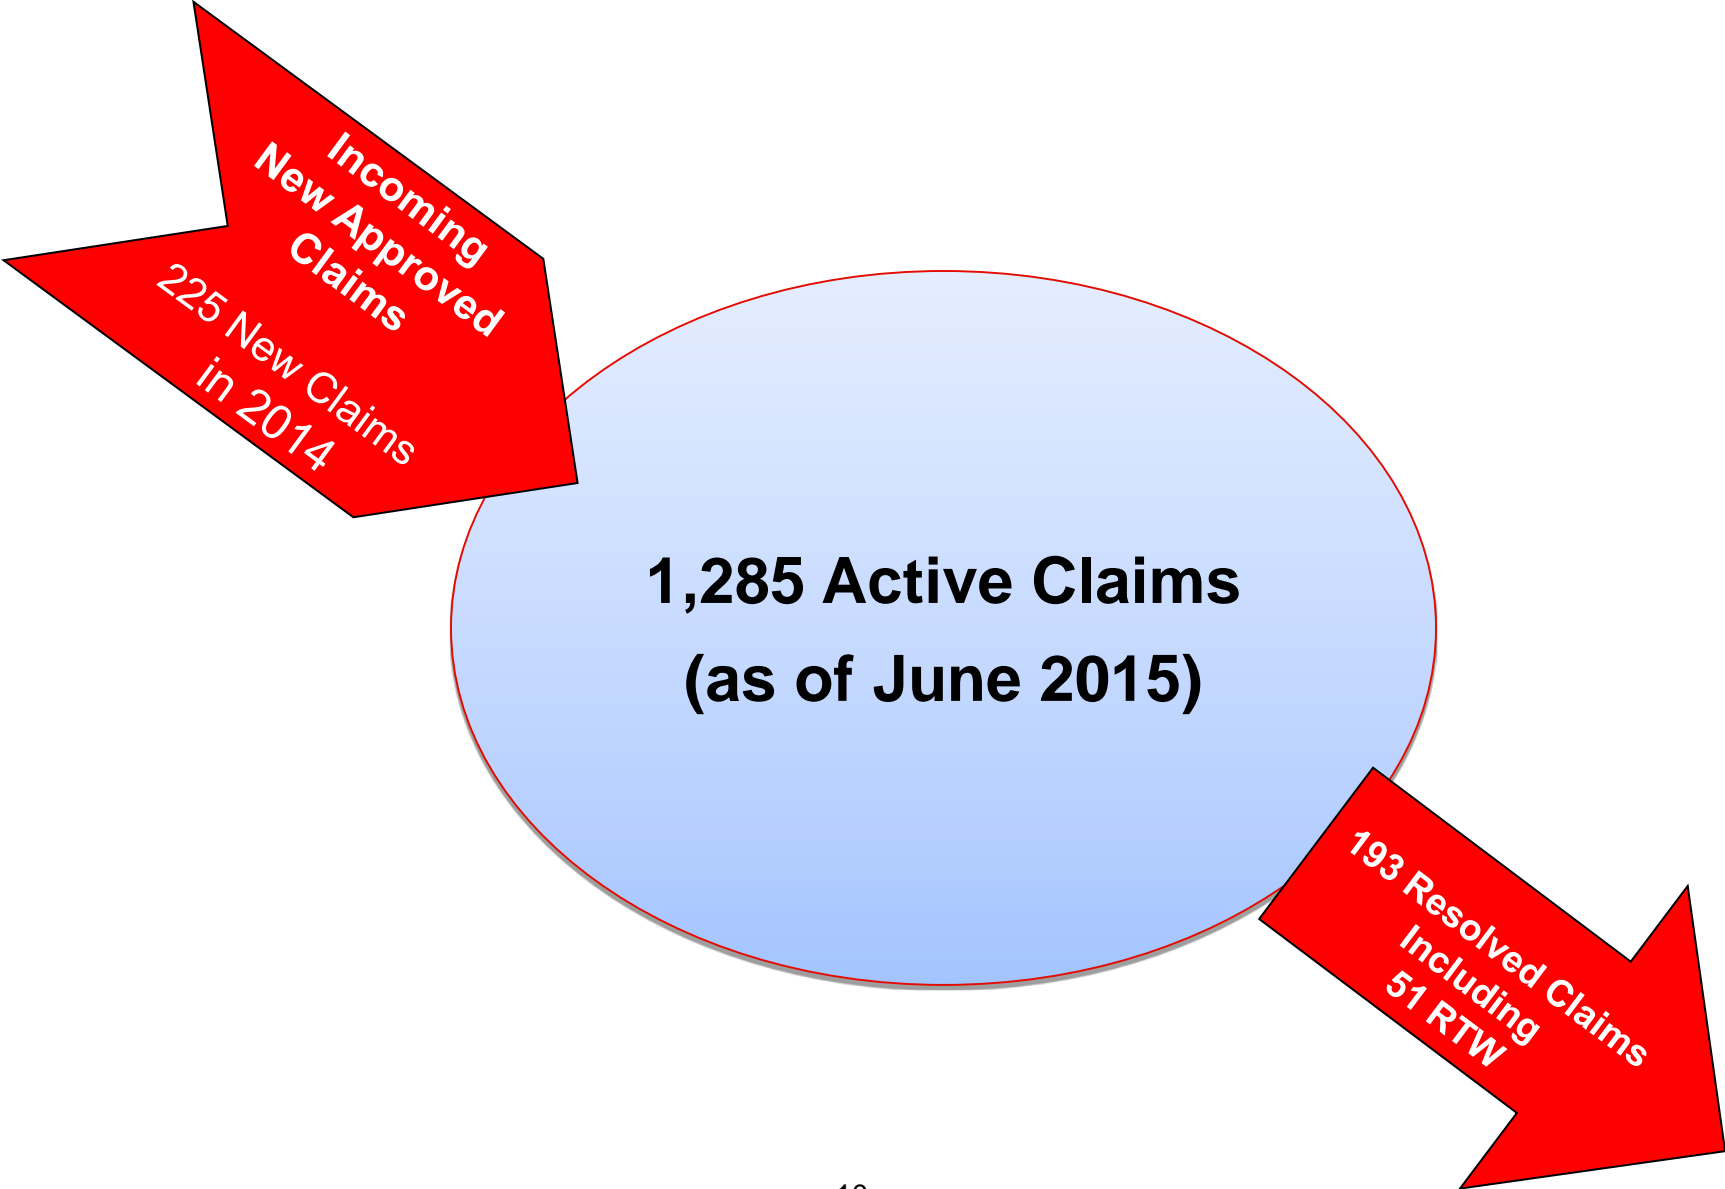 Incoming
New Approved
Claims
225 New Claims
in 2014
1,285 Active Claims
(as of June 2015)
193 Resolved Claims
Including
51 RTW